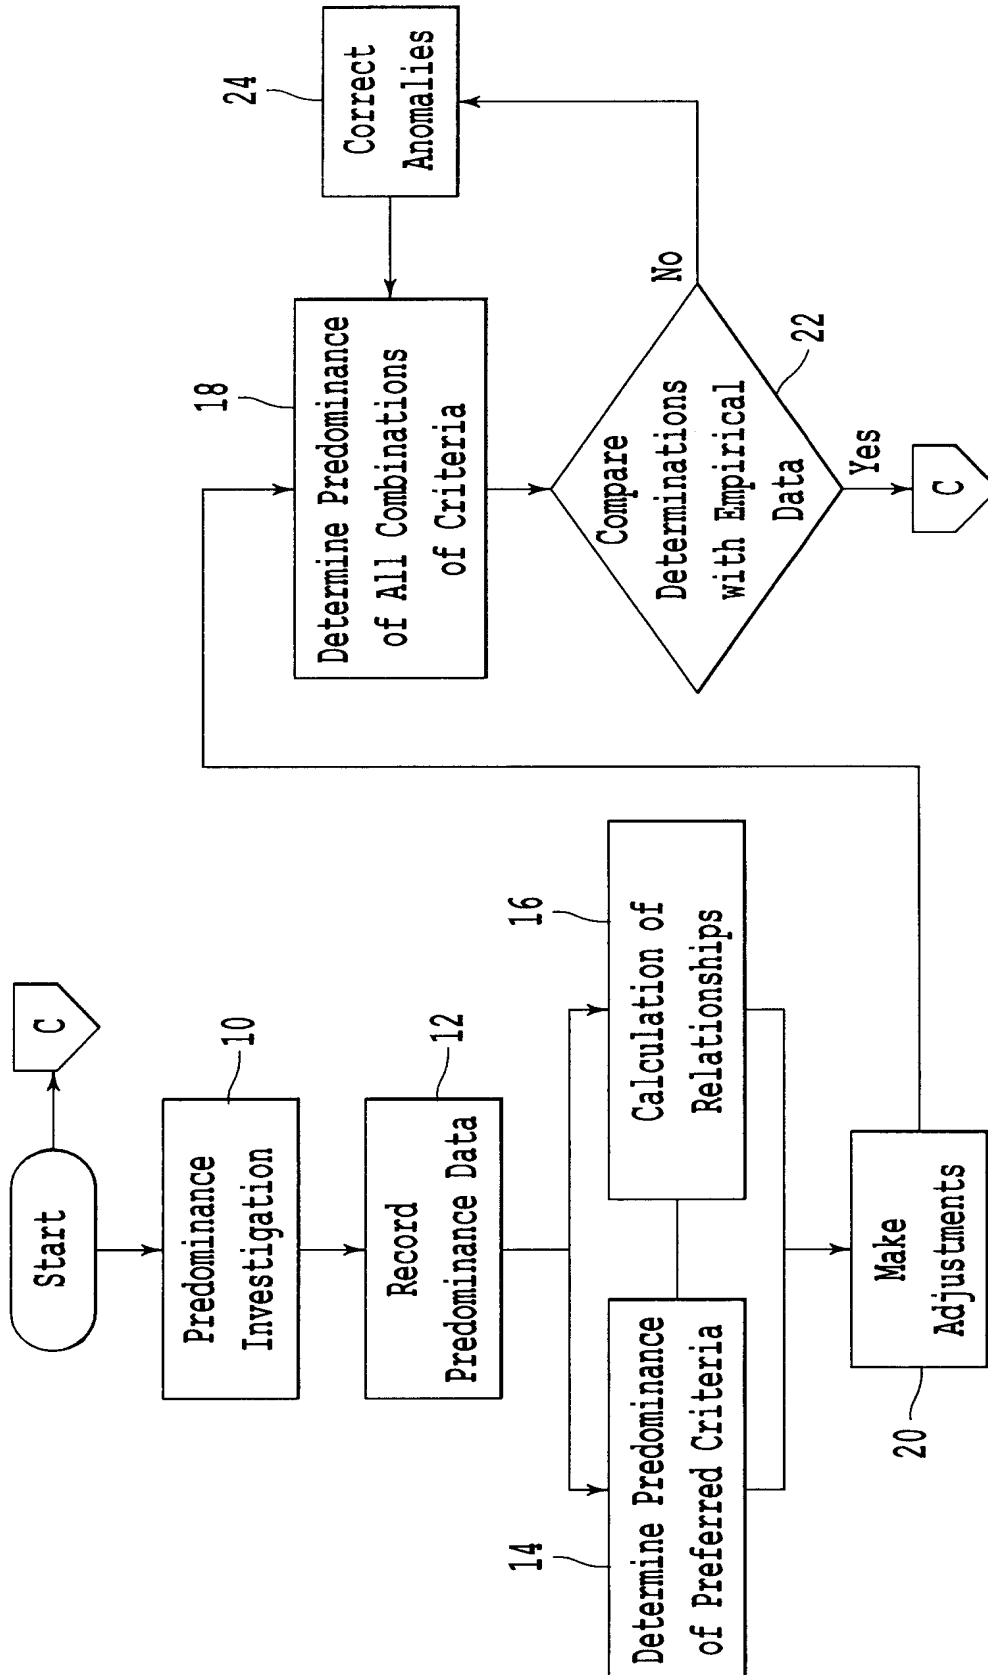 Start
C
Predominance
Investigation
10
Record
Predominance Data
12
14
Determine Predominance
of Preferred Criteria
16
Calculation of
Relationships
Make
Adjustments
20
18
Determine Predominance
of All Combinations
of Criteria
24
Correct
Anomalies
Compare
Determinations
with Empirical
Data
22
No
Yes
C